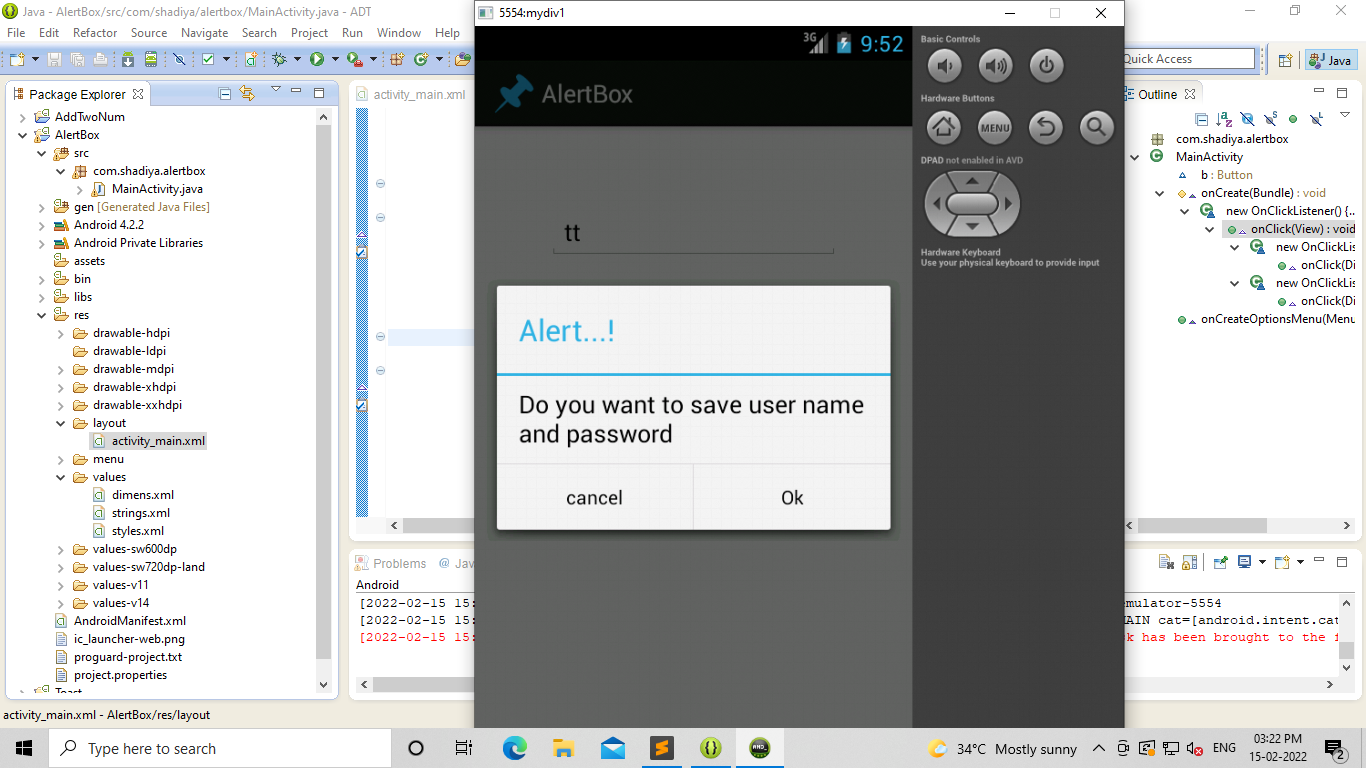 Java - AlertBox/src/com/shadiya/alertbox/MainActivity.java - ADT
File Edit Refactor Source Navigate Search Project Run Window Help
Quick Access
Java
Package Explorer
AddTwoNum
AlertBox
src
com.shadiya.alertbox
MainActivity.java
gen [Generated Java Files]
Android 4.2.2
Android Private Libraries
assets
bin
libs
res
drawable-hdpi
drawable-ldpi
drawable-mdpi
drawable-xhdpi
drawable-xxhdpi
layout
activity_main.xml
menu
values
dimens.xml
strings.xml
styles.xml
values-sw600dp
values-sw720dp-land
values-v11
values-v14
AndroidManifest.xml
ic_launcher-web.png
proguard-project.txt
project.properties
Toast
activity_main.xml
5554:mydiv1
3G 9:52
AlertBox
tt
Alert...!
Do you want to save user name
and password
cancel Ok
Basic Controls
Hardware Buttons
MENU
DPAD not enabled in AVD
Hardware Keyboard
Use your physical keyboard to provide input
Outline
com.shadiya.alertbox
MainActivity
b : Button
onCreate(Bundle) : void
new OnClickListener() {...
onClick(View) : void
new OnClickLis
onClick(Di
new OnClickLis
onClick(Di
onCreateOptionsMenu(Menu
Problems @ Jav
Android
[2022-02-15 15: emulator-5554
[2022-02-15 15: MAIN cat=[android.intent.cat
[2022-02-15 15: sk has been brought to the f
activity_main.xml - AlertBox/res/layout
Type here to search
34°C Mostly sunny
ENG
03:22 PM
15-02-2022
2